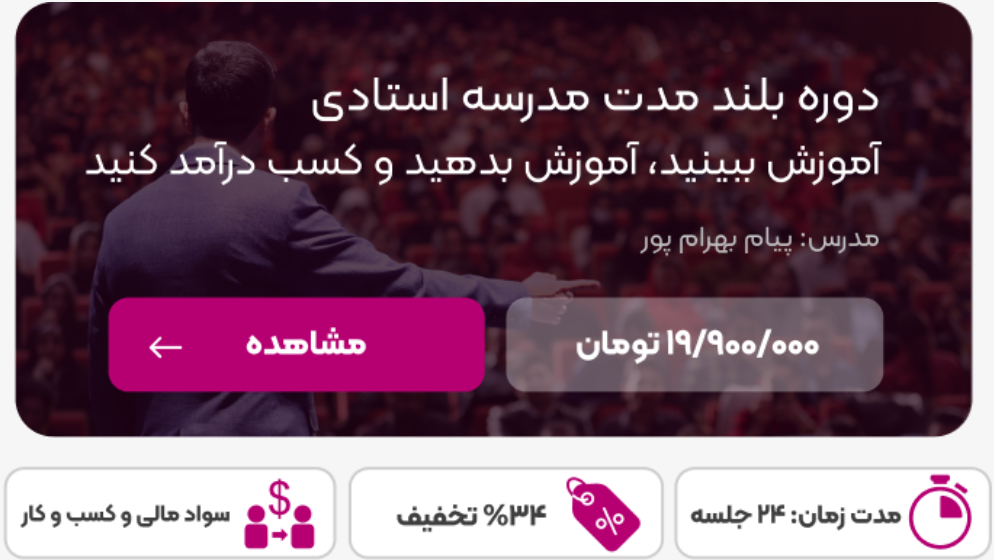 دوره بلند مدت مدرسه استادی
آموزش ببینید، آموزش بدهید و کسب درآمد کنید
مدرس: پیام بهرام پور
۱۹/۹۰۰/۰۰۰ تومان
مشاهده
مدت زمان: ۲۴ جلسه
۳۴% تخفیف
سواد مالی و کسب و کار